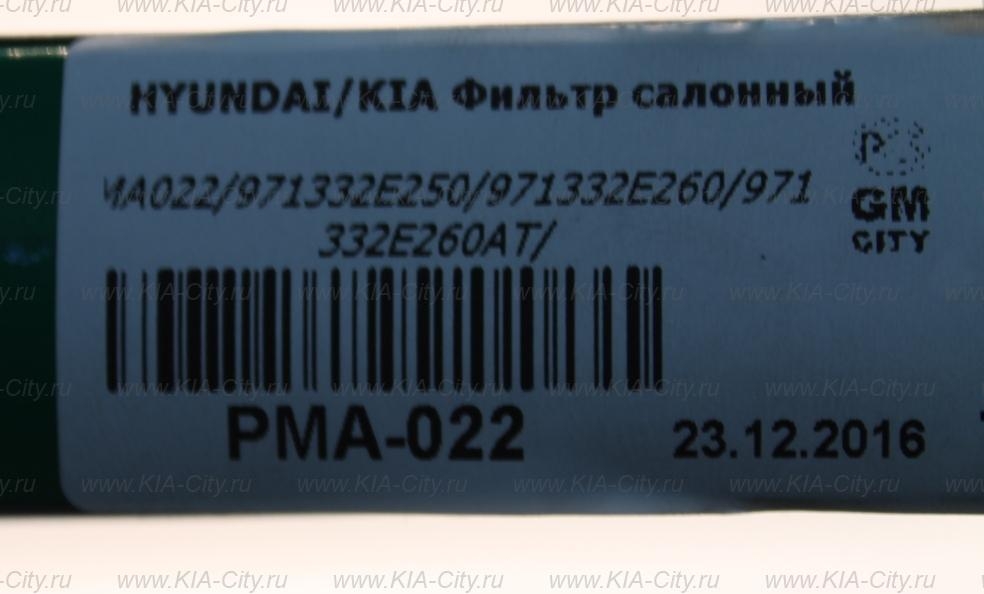 HYUNDAI/KIA Фильтр салонный
MA022/971332E250/971332E260/971
332E260AT/
GM
CITY
PMA-022
23.12.2016
www.KIA-City.ru